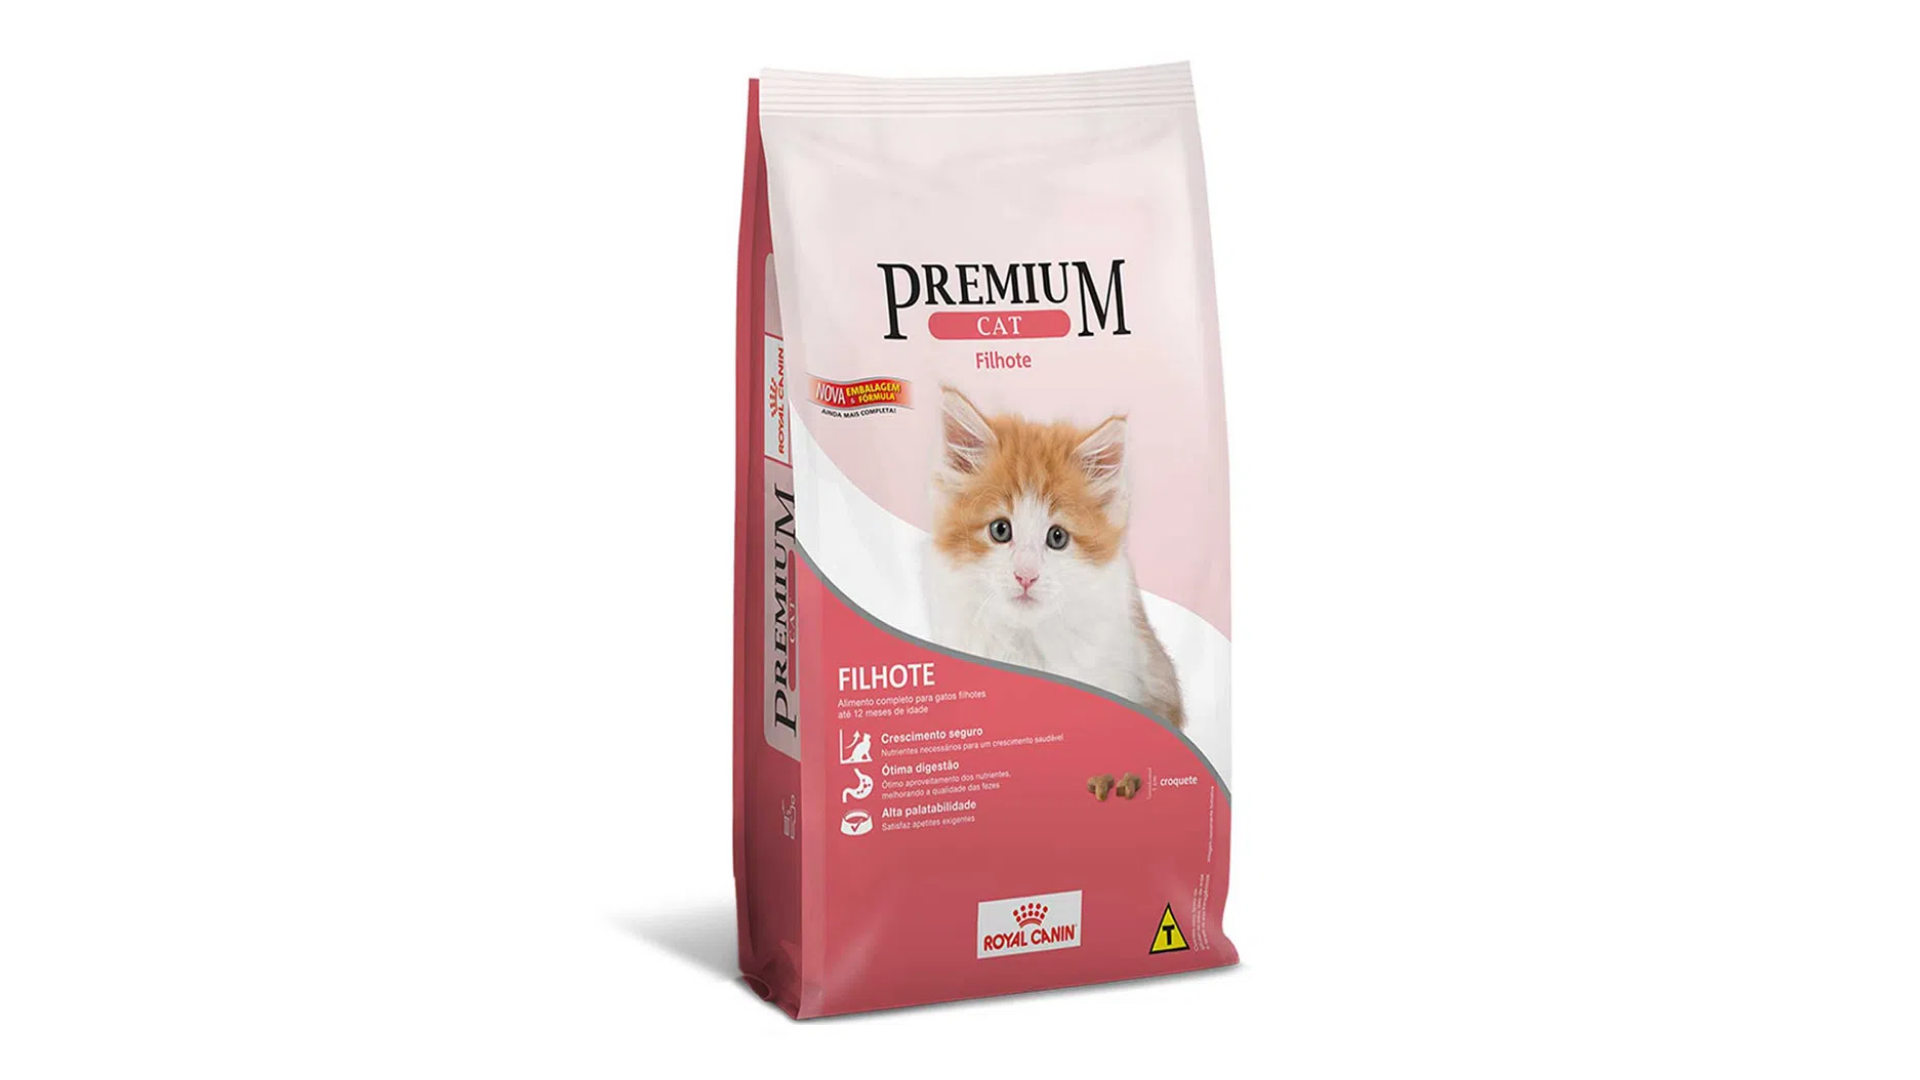 PREMIUM
CAT
Filhote
NOVA EMBALAGEM
& FÓRMULA
AINDA MAIS COMPLETA!
FILHOTE
Alimento completo para gatos filhotes
até 12 meses de idade
Crescimento seguro
Nutrientes necessários para um crescimento saudável
Ótima digestão
Ótimo aproveitamento dos nutrientes,
melhorando a qualidade das fezes
Alta palatabilidade
Satisfaz apetites exigentes
1 cm
croquete
ROYAL CANIN
T
ROYAL CANIN
PREMIUM
CAT